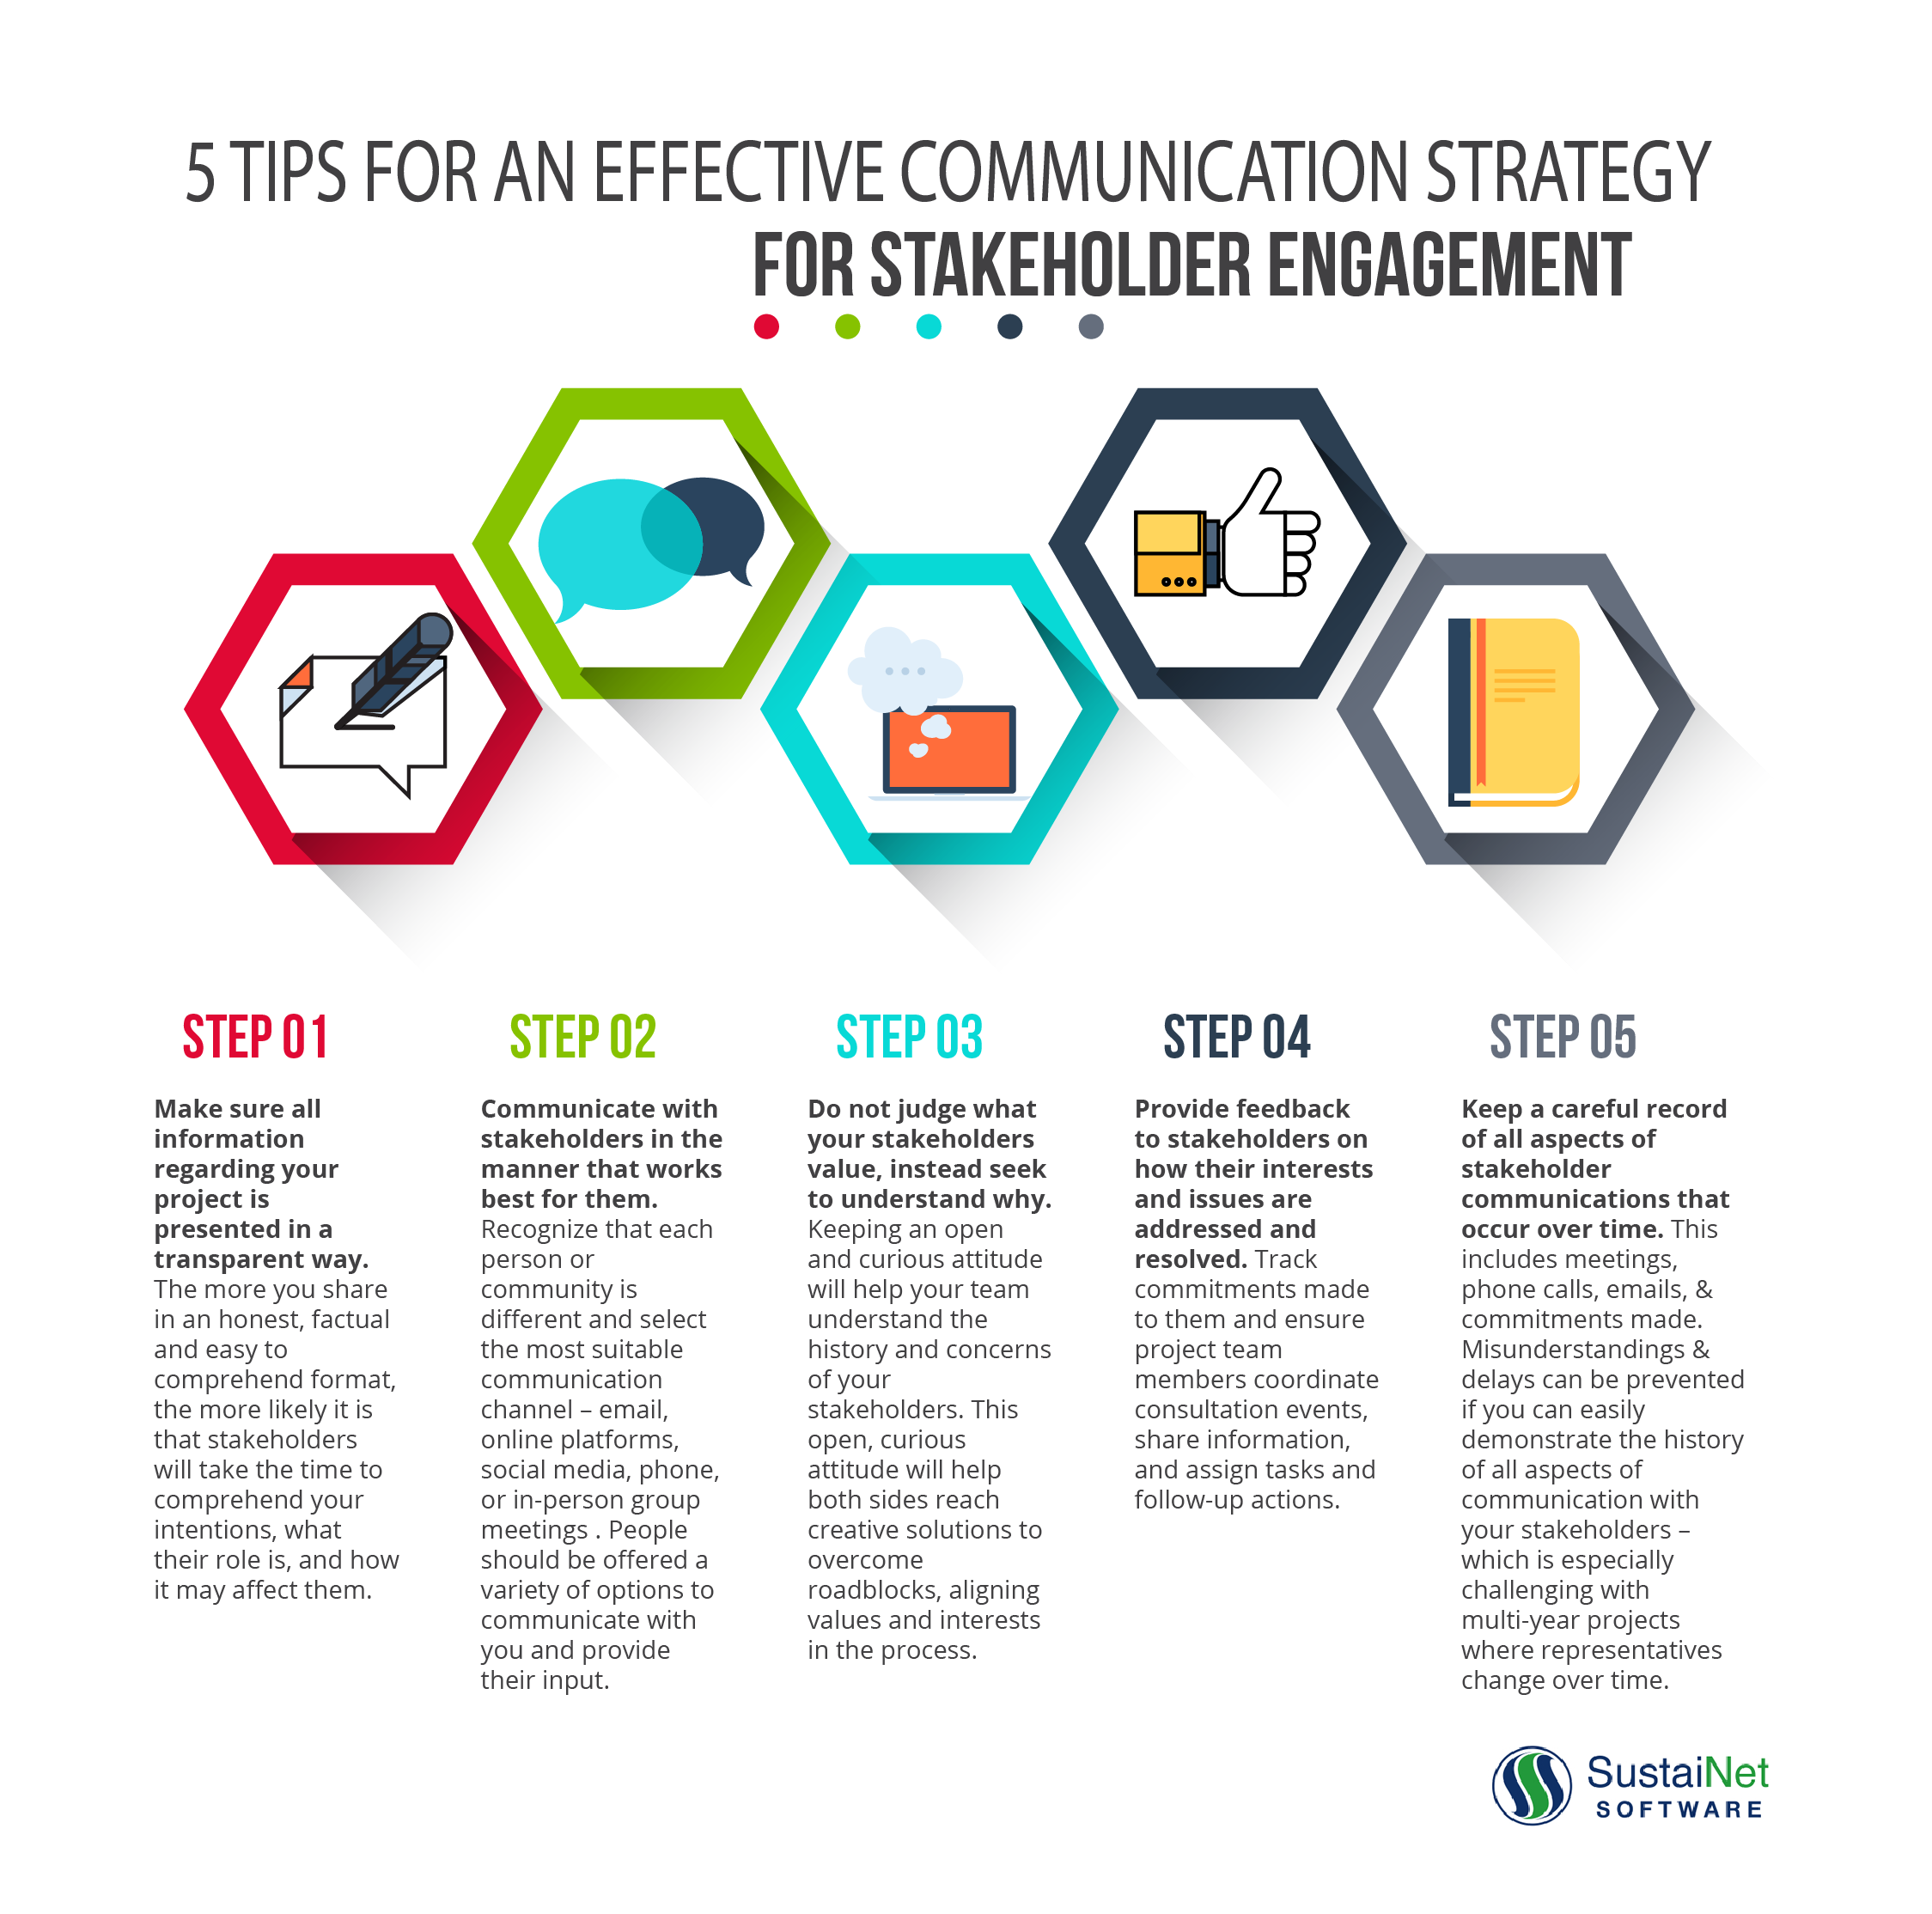 5 TIPS FOR AN EFFECTIVE COMMUNICATION STRATEGY
FOR STAKEHOLDER ENGAGEMENT
STEP 01
Make sure all
information
regarding your
project is
presented in a
transparent way.
The more you share
in an honest, factual
and easy to
comprehend format,
the more likely it is
that stakeholders
will take the time to
comprehend your
intentions, what
their role is, and how
it may affect them.
STEP 02
Communicate with
stakeholders in the
manner that works
best for them.
Recognize that each
person or
community is
different and select
the most suitable
communication
channel – email,
online platforms,
social media, phone,
or in-person group
meetings . People
should be offered a
variety of options to
communicate with
you and provide
their input.
STEP 03
Do not judge what
your stakeholders
value, instead seek
to understand why.
Keeping an open
and curious attitude
will help your team
understand the
history and concerns
of your
stakeholders. This
open, curious
attitude will help
both sides reach
creative solutions to
overcome
roadblocks, aligning
values and interests
in the process.
STEP 04
Provide feedback
to stakeholders on
how their interests
and issues are
addressed and
resolved. Track
commitments made
to them and ensure
project team
members coordinate
consultation events,
share information,
and assign tasks and
follow-up actions.
STEP 05
Keep a careful record
of all aspects of
stakeholder
communications that
occur over time. This
includes meetings,
phone calls, emails, &
commitments made.
Misunderstandings &
delays can be prevented
if you can easily
demonstrate the history
of all aspects of
communication with
your stakeholders –
which is especially
challenging with
multi-year projects
where representatives
change over time.
SustaiNet
SOFTWARE